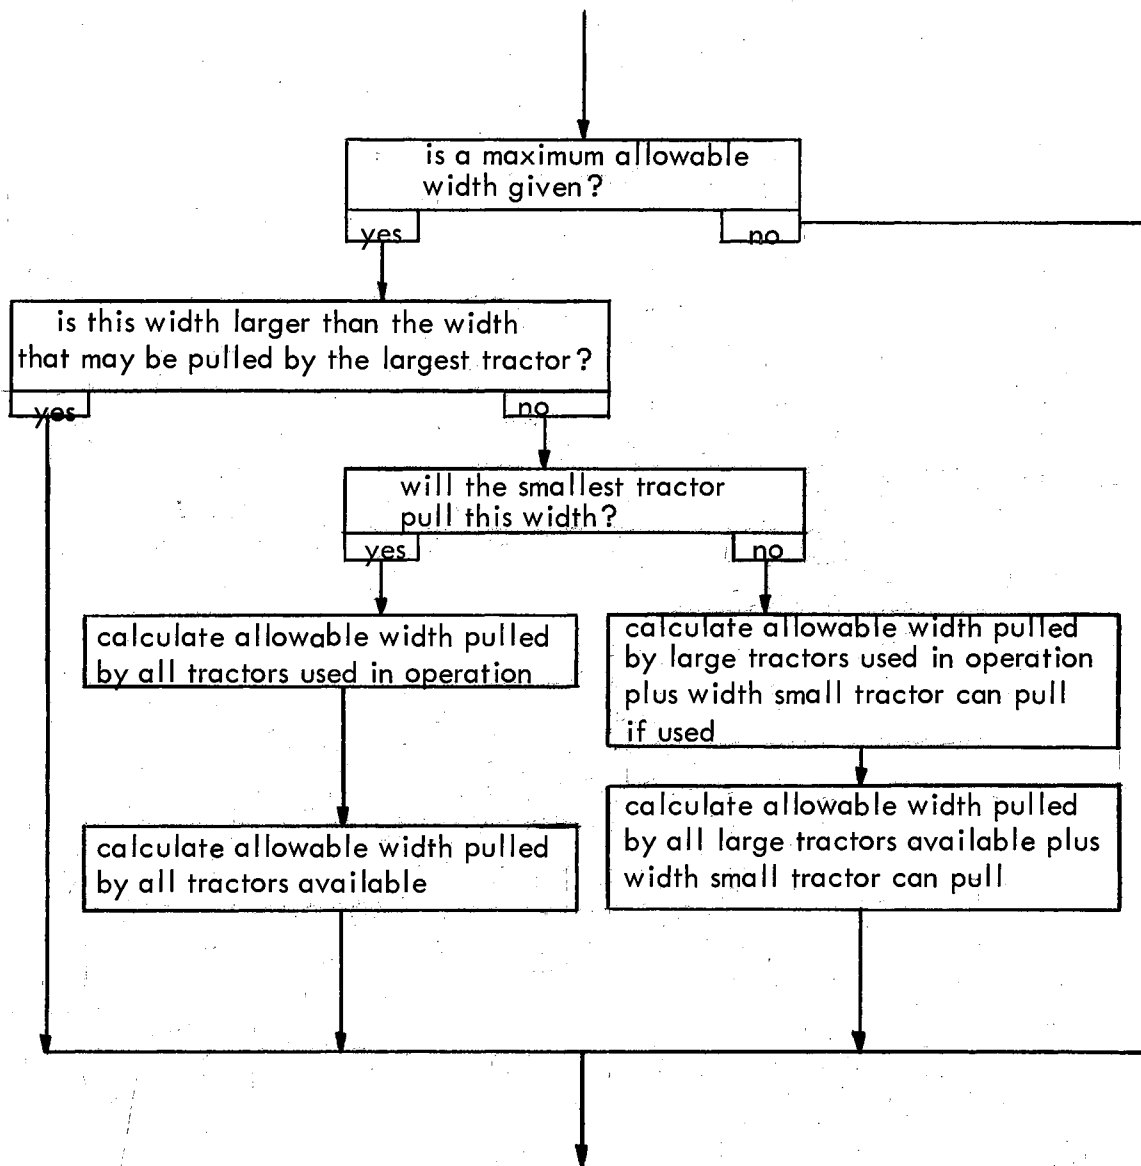 is a maximum allowable
width given?
yes
no
is this width larger than the width
that may be pulled by the largest tractor?
yes
no
will the smallest tractor
pull this width?
yes
no
calculate allowable width pulled
by all tractors used in operation
calculate allowable width pulled
by large tractors used in operation
plus width small tractor can pull
if used
calculate allowable width pulled
by all tractors available
calculate allowable width pulled
by all large tractors available plus
width small tractor can pull